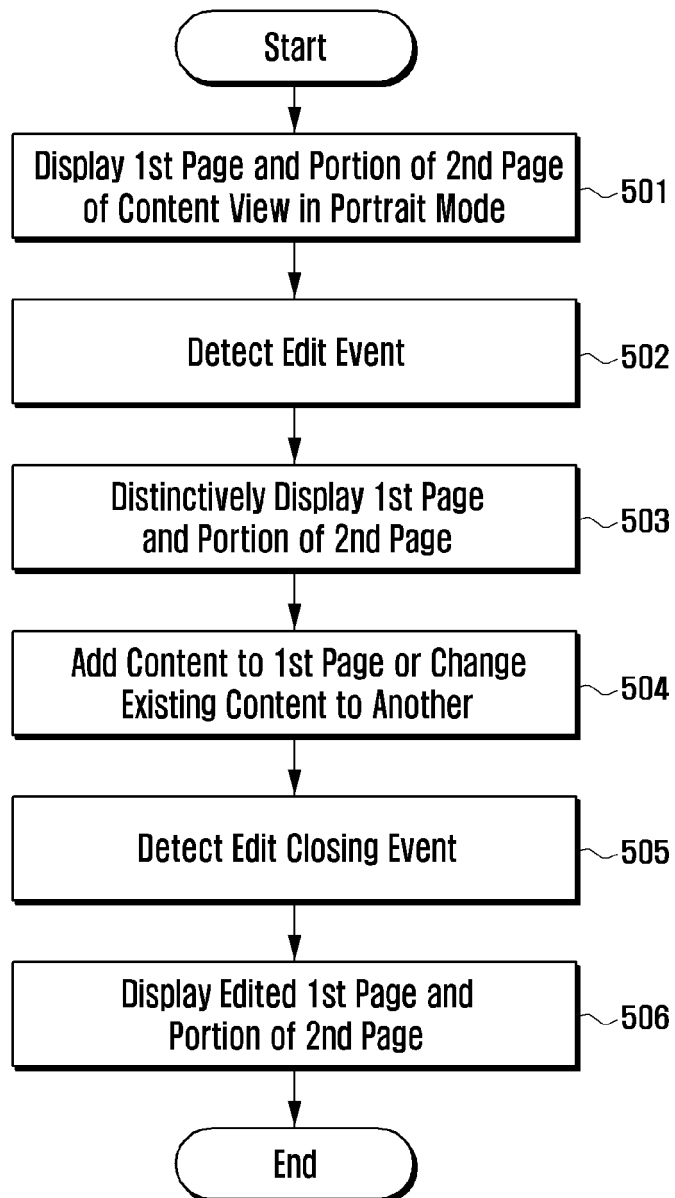 Start
Display 1st Page and Portion of 2nd Page
of Content View in Portrait Mode
501
Detect Edit Event
502
Distinctively Display 1st Page
and Portion of 2nd Page
503
Add Content to 1st Page or Change
Existing Content to Another
504
Detect Edit Closing Event
505
Display Edited 1st Page and
Portion of 2nd Page
506
End